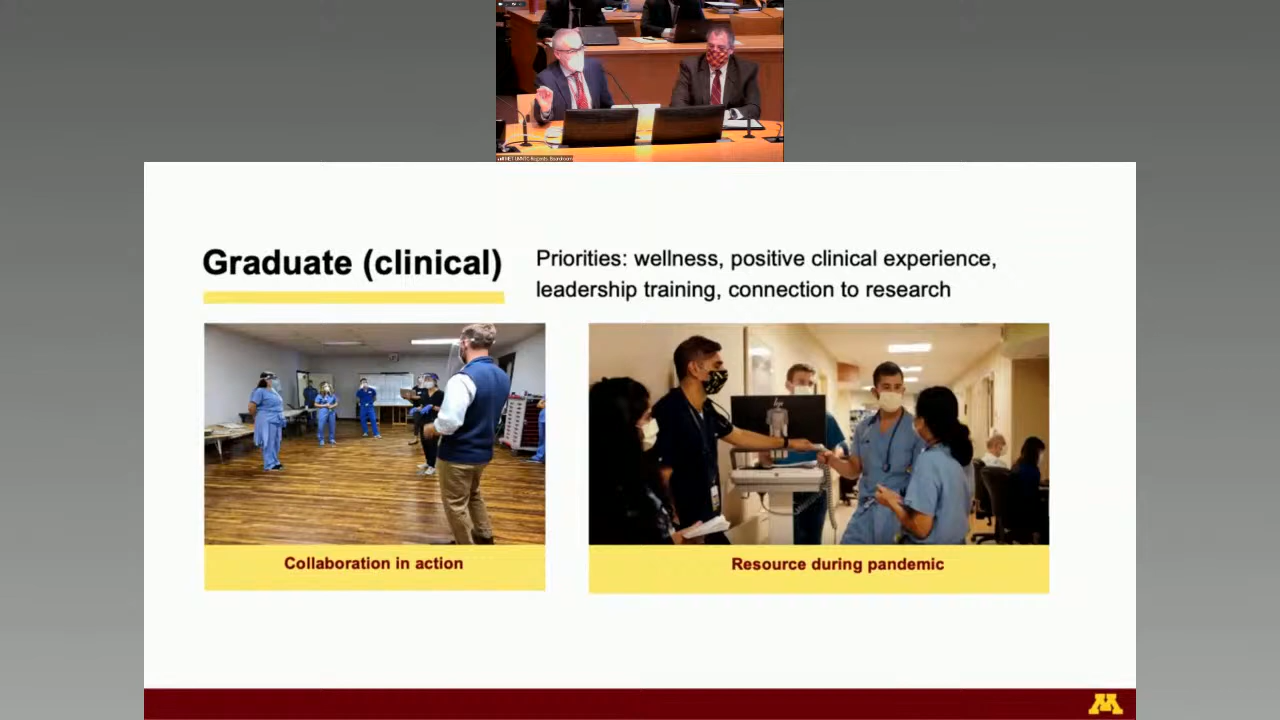 Graduate (clinical)
Priorities: wellness, positive clinical experience,
leadership training, connection to research
Collaboration in action
Resource during pandemic
M